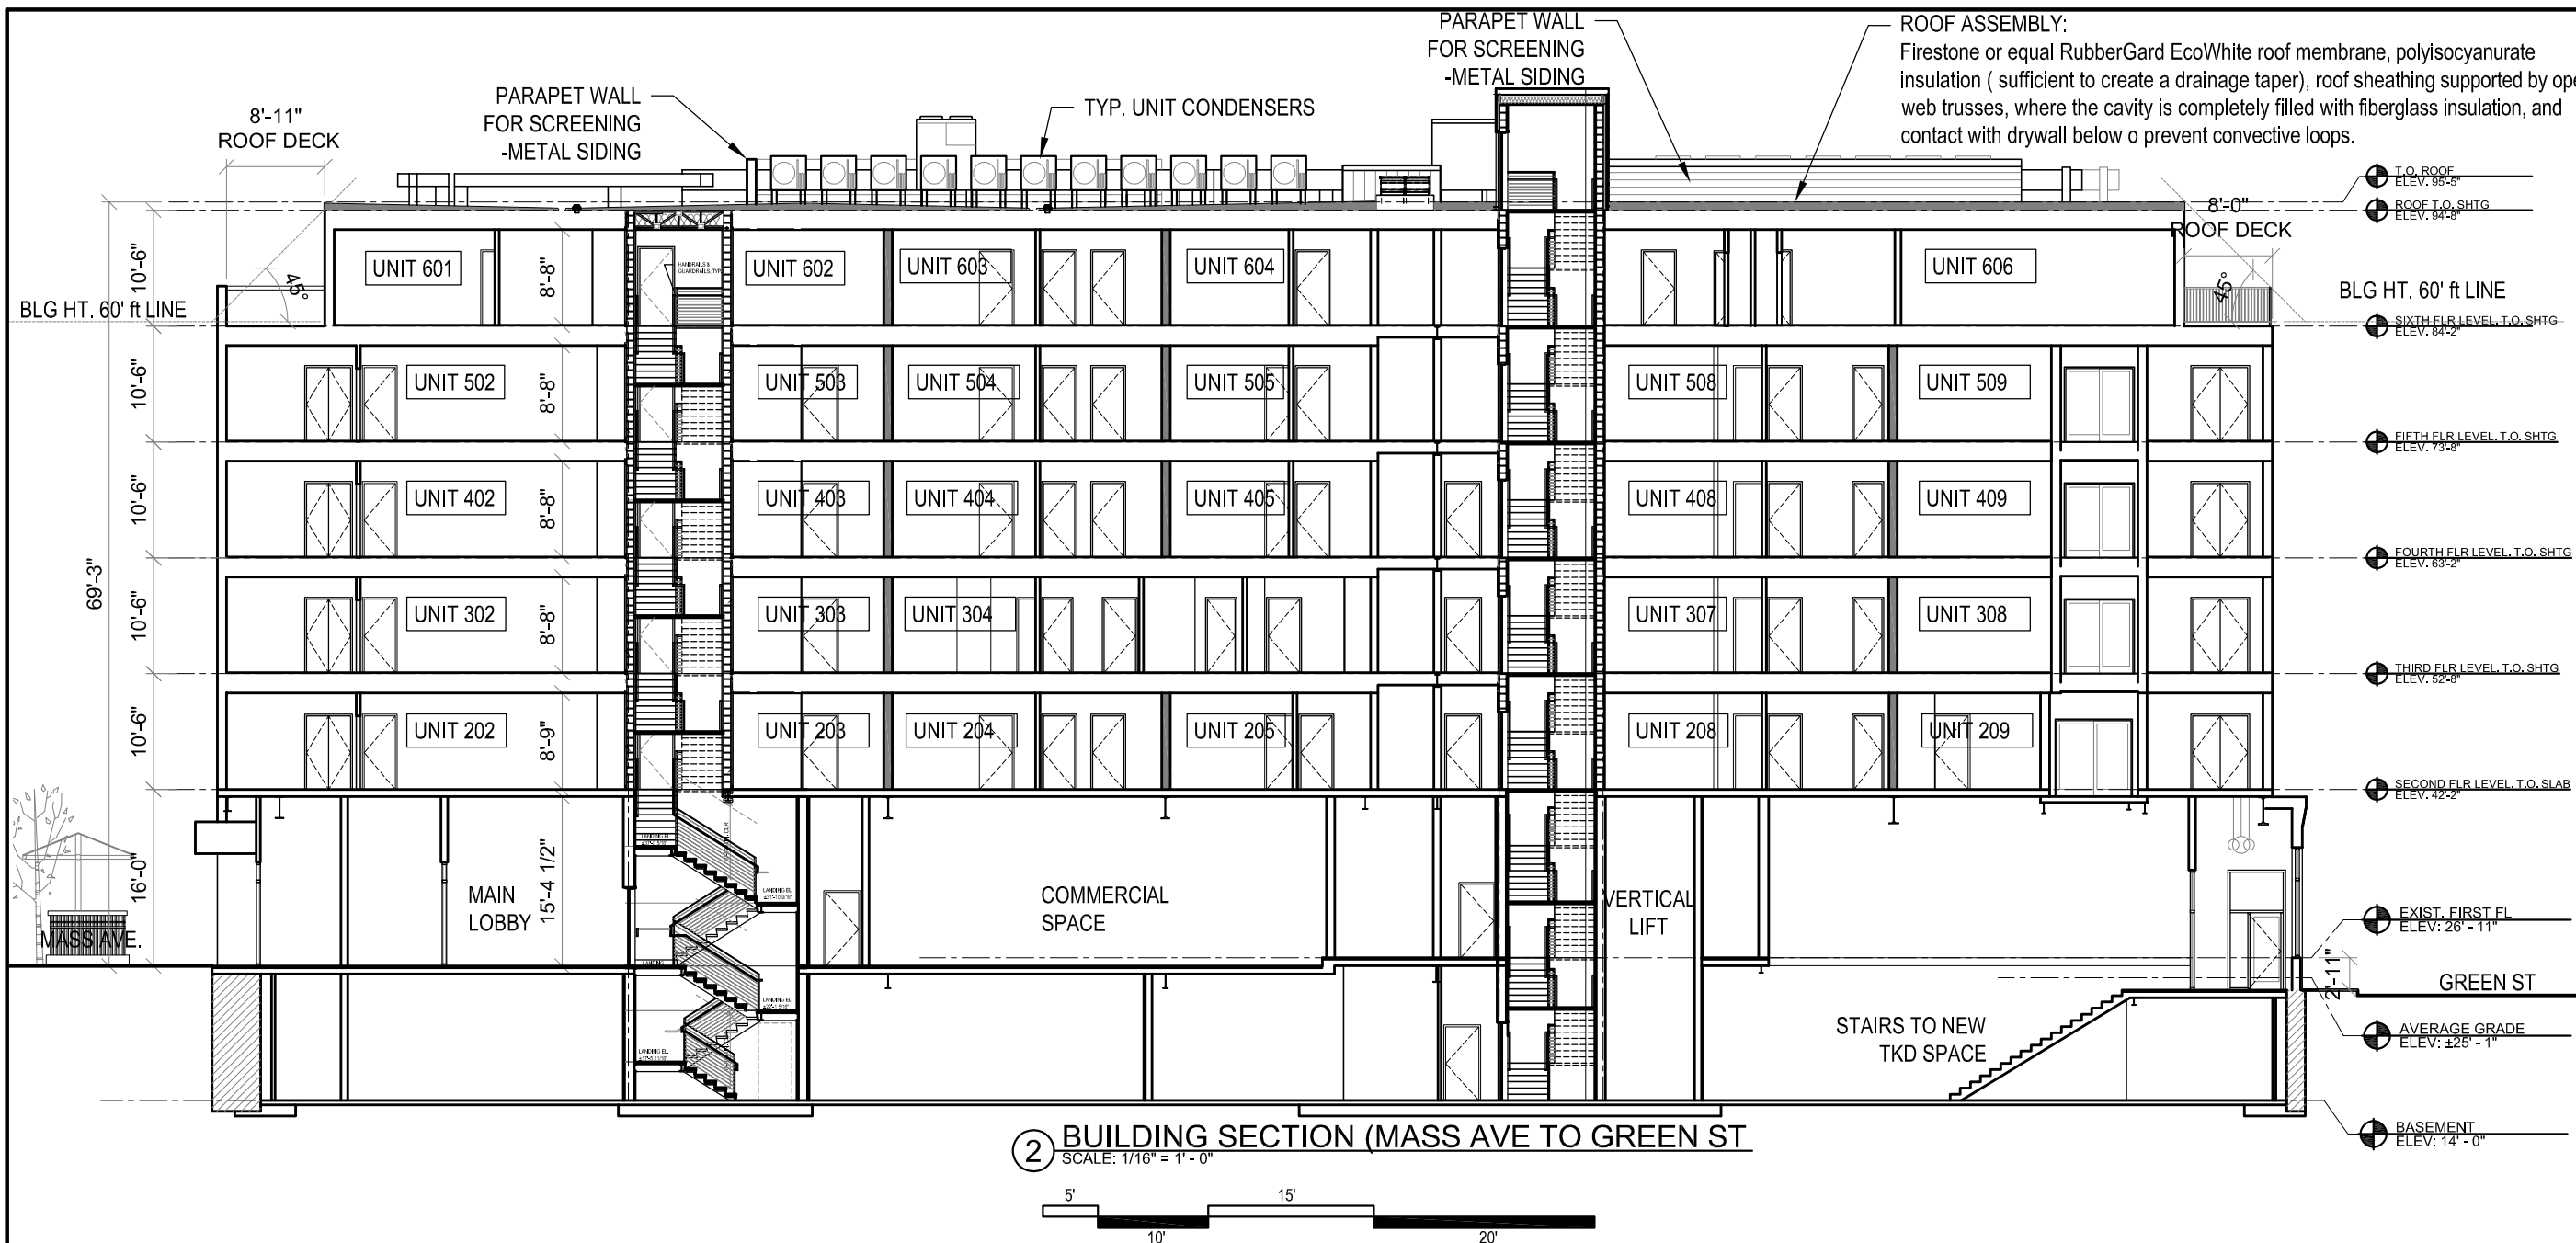 PARAPET WALL
FOR SCREENING
-METAL SIDING
ROOF ASSEMBLY:
Firestone or equal RubberGard EcoWhite roof membrane, polyisocyanurate
insulation ( sufficient to create a drainage taper), roof sheathing supported by ope
web trusses, where the cavity is completely filled with fiberglass insulation, and
contact with drywall below o prevent convective loops.
PARAPET WALL
FOR SCREENING
-METAL SIDING
TYP. UNIT CONDENSERS
8'-11"
ROOF DECK
T.O. ROOF
ELEV. 95'-5"
ROOF T.O. SHTG
ELEV. 94'-8"
8'-0"
ROOF DECK
10'-6"
45°
UNIT 601
8'-8"
HANDRAILS &
GUARDRAILS, TYP.
UNIT 602
UNIT 603
UNIT 604
UNIT 606
45°
BLG HT. 60' ft LINE
BLG HT. 60' ft LINE
SIXTH FLR LEVEL. T.O. SHTG
ELEV. 84'-2"
10'-6"
UNIT 502
8'-8"
UNIT 503
UNIT 504
UNIT 505
UNIT 508
UNIT 509
FIFTH FLR LEVEL. T.O. SHTG
ELEV. 73'-8"
10'-6"
UNIT 402
8'-8"
UNIT 403
UNIT 404
UNIT 405
UNIT 408
UNIT 409
FOURTH FLR LEVEL. T.O. SHTG
ELEV. 63'-2"
69'-3"
10'-6"
UNIT 302
8'-8"
UNIT 303
UNIT 304
UNIT 307
UNIT 308
THIRD FLR LEVEL. T.O. SHTG
ELEV. 52'-8"
10'-6"
UNIT 202
8'-9"
UNIT 203
UNIT 204
UNIT 205
UNIT 208
UNIT 209
SECOND FLR LEVEL. T.O. SLAB
ELEV. 42'-2"
16'-0"
MAIN
LOBBY
15'-4 1/2"
LANDING EL.
LANDING EL.
COMMERCIAL
SPACE
VERTICAL
LIFT
MASS AVE.
EXIST. FIRST FL
ELEV: 26' - 11"
LANDING
LANDING EL.
2'-11"
GREEN ST
STAIRS TO NEW
TKD SPACE
AVERAGE GRADE
ELEV: ±25' - 1"
LANDING EL.
BASEMENT
ELEV: 14' - 0"
2
BUILDING SECTION (MASS AVE TO GREEN ST
SCALE: 1/16" = 1' - 0"
5'
15'
10'
20'